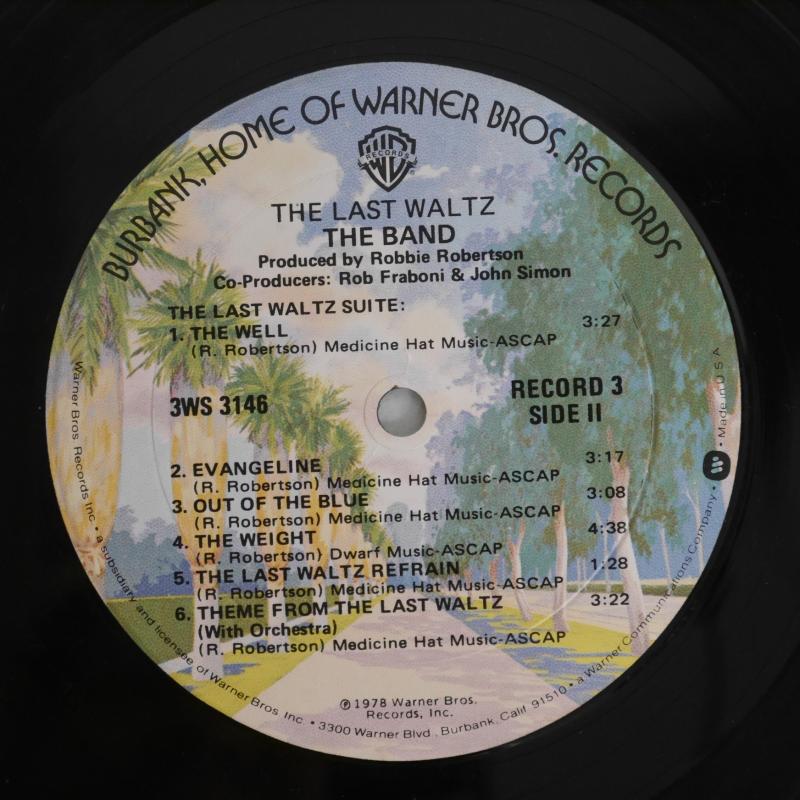 BURBANK, HOME OF WARNER BROS. RECORDS
WB
RECORDS
®
THE LAST WALTZ
THE BAND
Produced by Robbie Robertson
Co-Producers: Rob Fraboni & John Simon
THE LAST WALTZ SUITE:
1. THE WELL 3:27
(R. Robertson) Medicine Hat Music-ASCAP
3WS 3146
RECORD 3
SIDE II
2. EVANGELINE 3:17
(R. Robertson) Medicine Hat Music-ASCAP
3. OUT OF THE BLUE 3:08
(R. Robertson) Medicine Hat Music-ASCAP
4. THE WEIGHT 4:38
(R. Robertson) Dwarf Music-ASCAP
5. THE LAST WALTZ REFRAIN 1:28
(R. Robertson) Medicine Hat Music-ASCAP
6. THEME FROM THE LAST WALTZ 3:22
(With Orchestra)
(R. Robertson) Medicine Hat Music-ASCAP
℗1978 Warner Bros.
Records, Inc.
Warner Bros. Records Inc. • a subsidiary and licensee of Warner Bros. Inc. • 3300 Warner Blvd., Burbank, Calif. 91510 • a Warner Communications Company. • Made in U S A